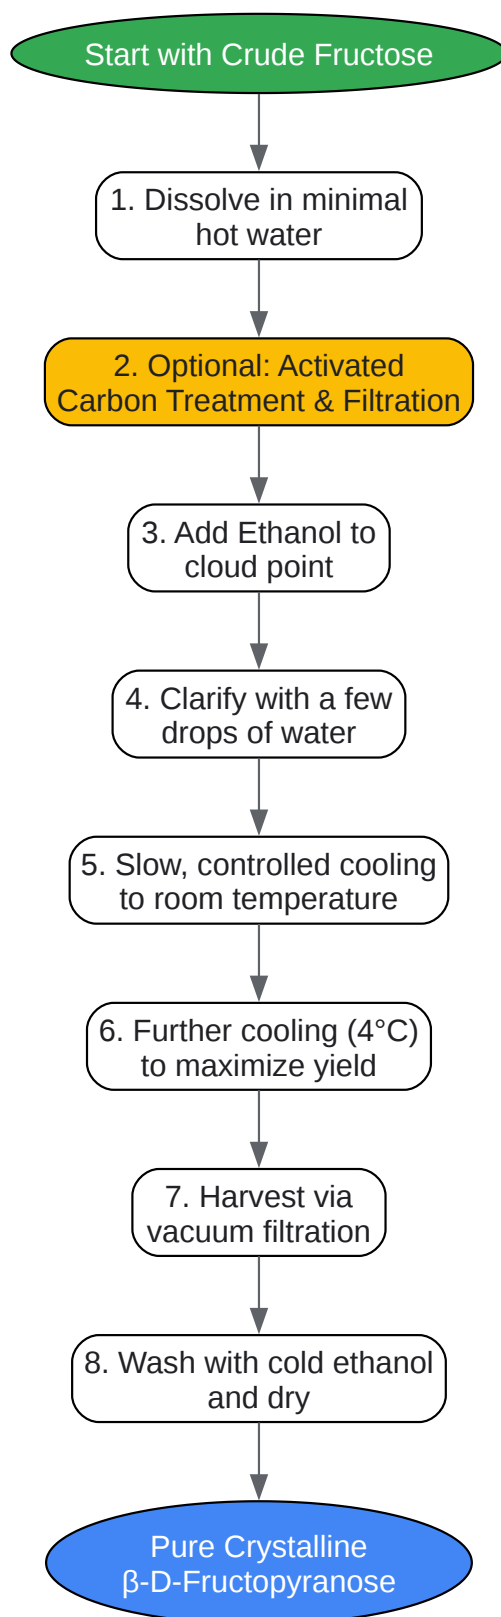 Start with Crude Fructose
1. Dissolve in minimal
hot water
2. Optional: Activated
Carbon Treatment & Filtration
3. Add Ethanol to
cloud point
4. Clarify with a few
drops of water
5. Slow, controlled cooling
to room temperature
6. Further cooling (4°C)
to maximize yield
7. Harvest via
vacuum filtration
8. Wash with cold ethanol
and dry
Pure Crystalline
β-D-Fructopyranose